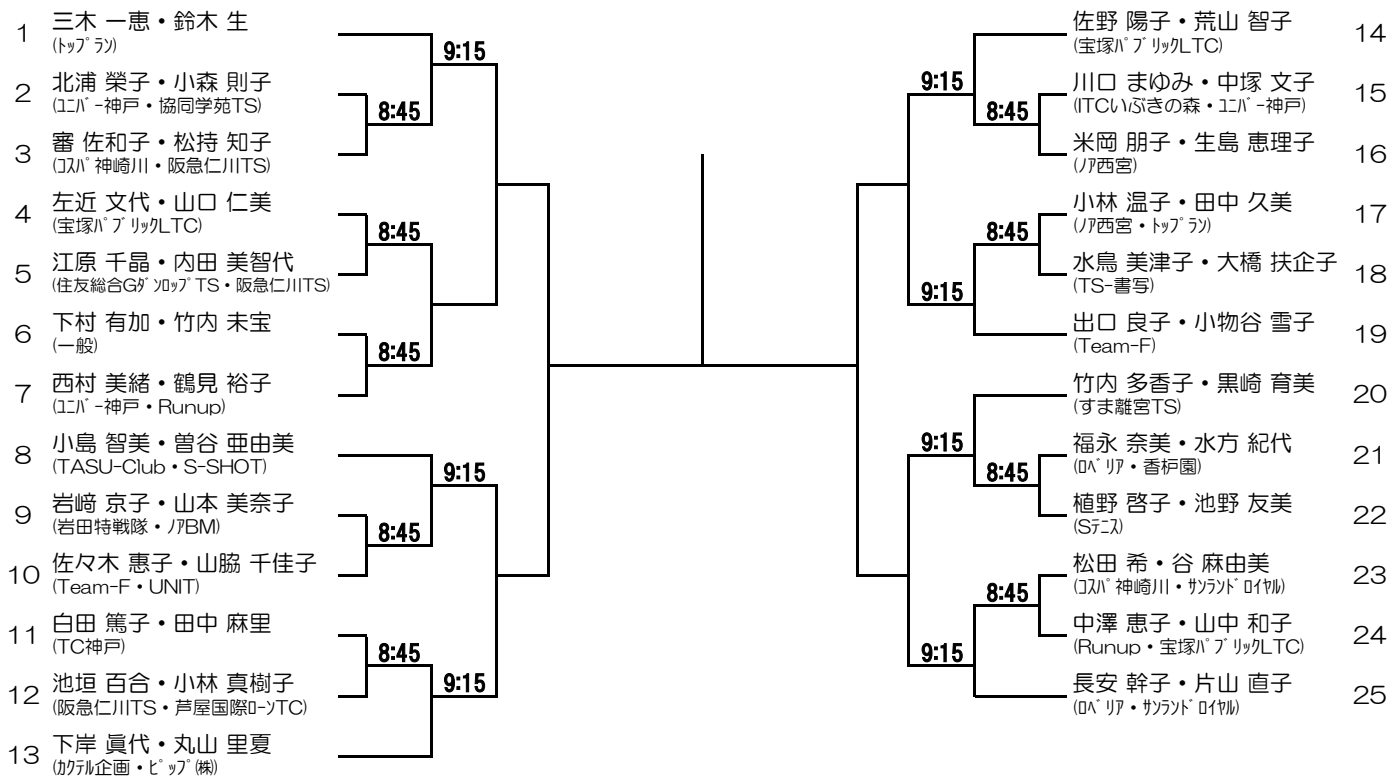 1 三木 一恵・鈴木 生
(ﾄｯﾌﾟﾗﾝ)
2 北浦 榮子・小森 則子
(ﾕﾆﾊﾞｰ神戸・協同学苑TS)
3 審 佐和子・松持 知子
(ｺｽﾊﾟ神崎川・阪急仁川TS)
4 左近 文代・山口 仁美
(宝塚ﾊﾟﾌﾞﾘｯｸLTC)
5 江原 千晶・内田 美智代
(住友総合GﾀﾞﾝﾛｯﾌﾟTS・阪急仁川TS)
6 下村 有加・竹内 未宝
(一般)
7 西村 美緒・鶴見 裕子
(ﾕﾆﾊﾞｰ神戸・Runup)
8 小島 智美・曽谷 亜由美
(TASU-Club・S-SHOT)
9 岩﨑 京子・山本 美奈子
(岩田特戦隊・ﾉｱBM)
10 佐々木 惠子・山脇 千佳子
(Team-F・UNIT)
11 白田 篤子・田中 麻里
(TC神戸)
12 池垣 百合・小林 真樹子
(阪急仁川TS・芦屋国際ﾛｰﾝTC)
13 下岸 眞代・丸山 里夏
(ｶｸﾃﾙ企画・ﾋﾟｯﾌﾟ㈱)
9:15
8:45
8:45
8:45
9:15
8:45
8:45
9:15
9:15
8:45
8:45
9:15
9:15
8:45
8:45
9:15
佐野 陽子・荒山 智子 14
(宝塚ﾊﾟﾌﾞﾘｯｸLTC)
川口 まゆみ・中塚 文子 15
(ITCいぶきの森・ﾕﾆﾊﾞｰ神戸)
米岡 朋子・生島 恵理子 16
(ﾉｱ西宮)
小林 温子・田中 久美 17
(ﾉｱ西宮・ﾄｯﾌﾟﾗﾝ)
水鳥 美津子・大橋 扶企子 18
(TS-書写)
出口 良子・小物谷 雪子 19
(Team-F)
竹内 多香子・黒崎 育美 20
(すま離宮TS)
福永 奈美・水方 紀代 21
(ﾛﾍﾞﾘｱ・香枦園)
植野 啓子・池野 友美 22
(Sﾃﾆｽ)
松田 希・谷 麻由美 23
(ｺｽﾊﾟ神崎川・ｻﾝﾗﾝﾄﾞﾛｲﾔﾙ)
中澤 恵子・山中 和子 24
(Runup・宝塚ﾊﾟﾌﾞﾘｯｸLTC)
長安 幹子・片山 直子 25
(ﾛﾍﾞﾘｱ・ｻﾝﾗﾝﾄﾞﾛｲﾔﾙ)